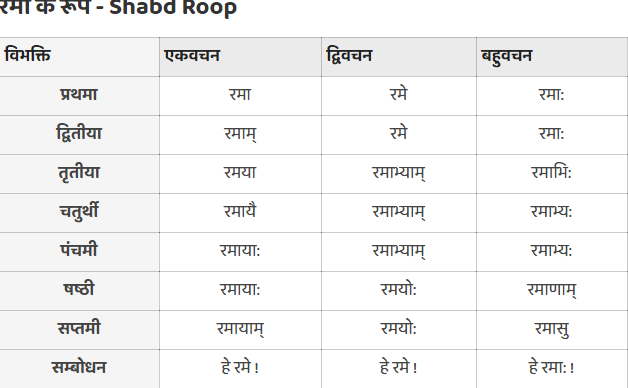 रमा के रूप - Shabd Roop
विभक्ति एकवचन द्विवचन बहुवचन
प्रथमा रमा रमे रमा:
द्वितीया रमाम् रमे रमा:
तृतीया रमया रमाभ्याम् रमाभि:
चतुर्थी रमायै रमाभ्याम् रमाभ्य:
पंचमी रमाया: रमाभ्याम् रमाभ्य:
षष्ठी रमाया: रमयो: रमाणाम्
सप्तमी रमायाम् रमयो: रमासु
सम्बोधन हे रमे ! हे रमे ! हे रमा: !